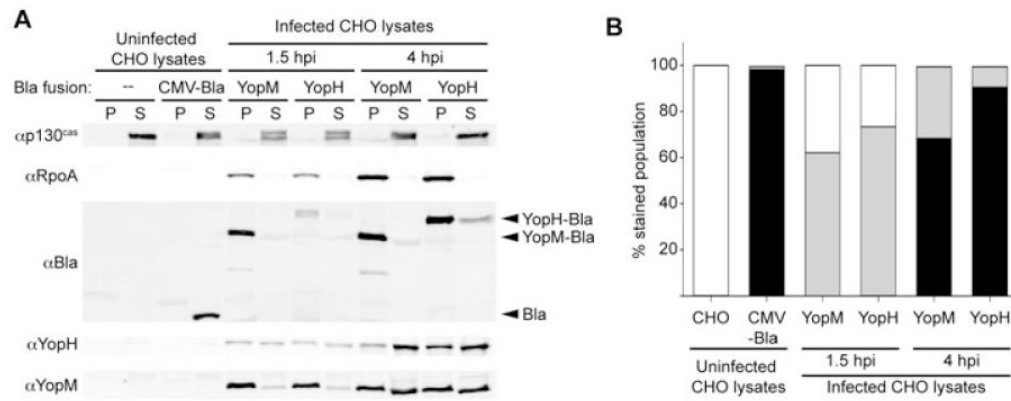 A
Infected CHO lysates
Uninfected
CHO lysates
1.5 hpi
4 hpi
Bla fusion: -- CMV-Bla YopM YopH YopM YopH
P S P S P S P S P S P S
αp130cas
αRpoA
αBla
YopH-Bla
YopM-Bla
Bla
αYopH
αYopM
B
% stained population
100
80
60
40
20
CHO CMV-Bla YopM YopH YopM YopH
Uninfected
CHO lysates
1.5 hpi
4 hpi
Infected CHO lysates